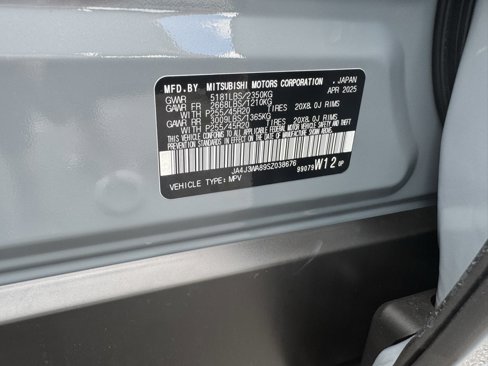 MFD.BY MITSUBISHI MOTORS CORPORATION , JAPAN
GVWR 5181LBS/2350KG APR 2025
GAWR FR 2668LBS/1210KG
WITH P255/45R20 TIRES 20X8.0J RIMS
GAWR RR 3009LBS/1365KG
WITH P255/45R20 TIRES 20X8.0J RIMS
THIS VEHICLE CONFORMS TO ALL APPLICABLE FEDERAL MOTOR VEHICLE
SAFETY, BUMPER, AND THEFT PREVENTION STANDARDS IN EFFECT ON
THE DATE OF MANUFACTURE SHOWN ABOVE.
JA4J3WA89SZ038676
VEHICLE TYPE: MPV 99079 W12 0P